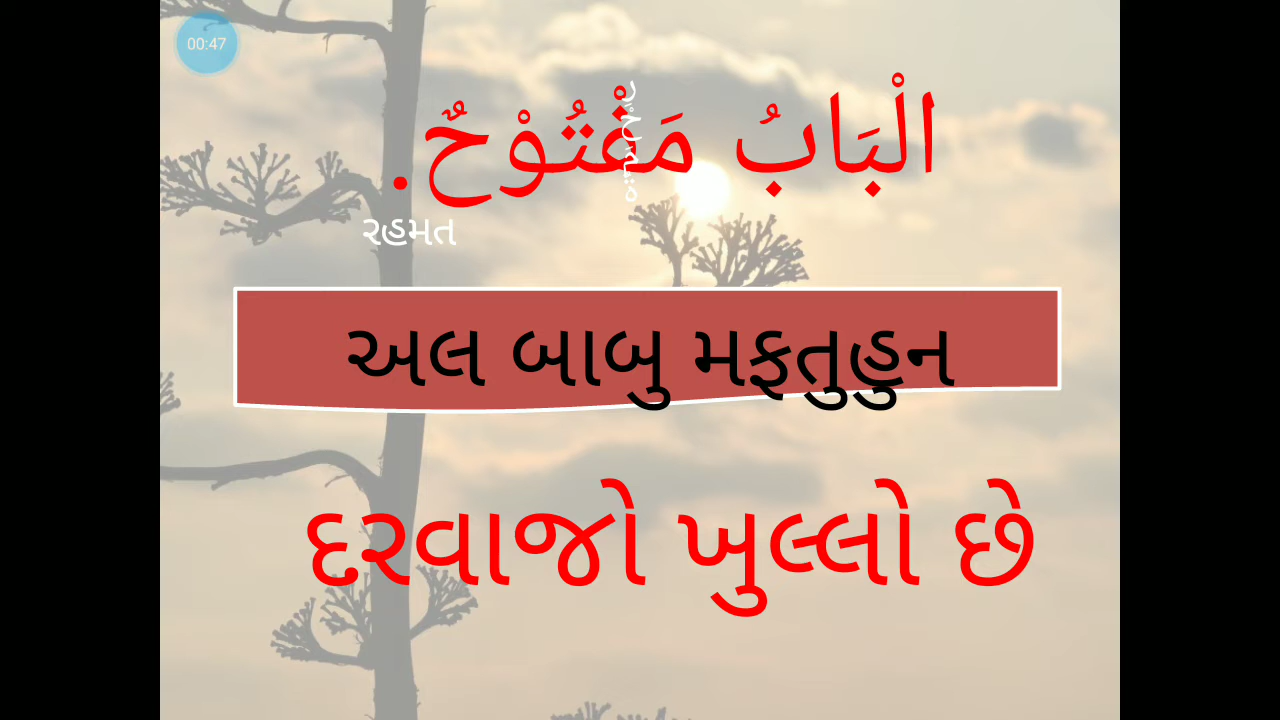 00:47
الْبَابُ مَفْتُوْحٌ.
રહમત
અલ બાબુ મફતુહુન
દરવાજો ખુલ્લો છે